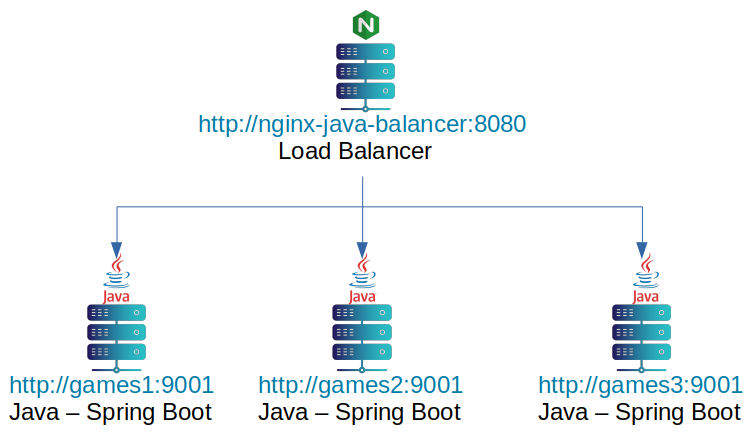 N
http://nginx-java-balancer:8080
Load Balancer
Java
Java
Java
http://games1:9001
http://games2:9001
http://games3:9001
Java – Spring Boot
Java – Spring Boot
Java – Spring Boot